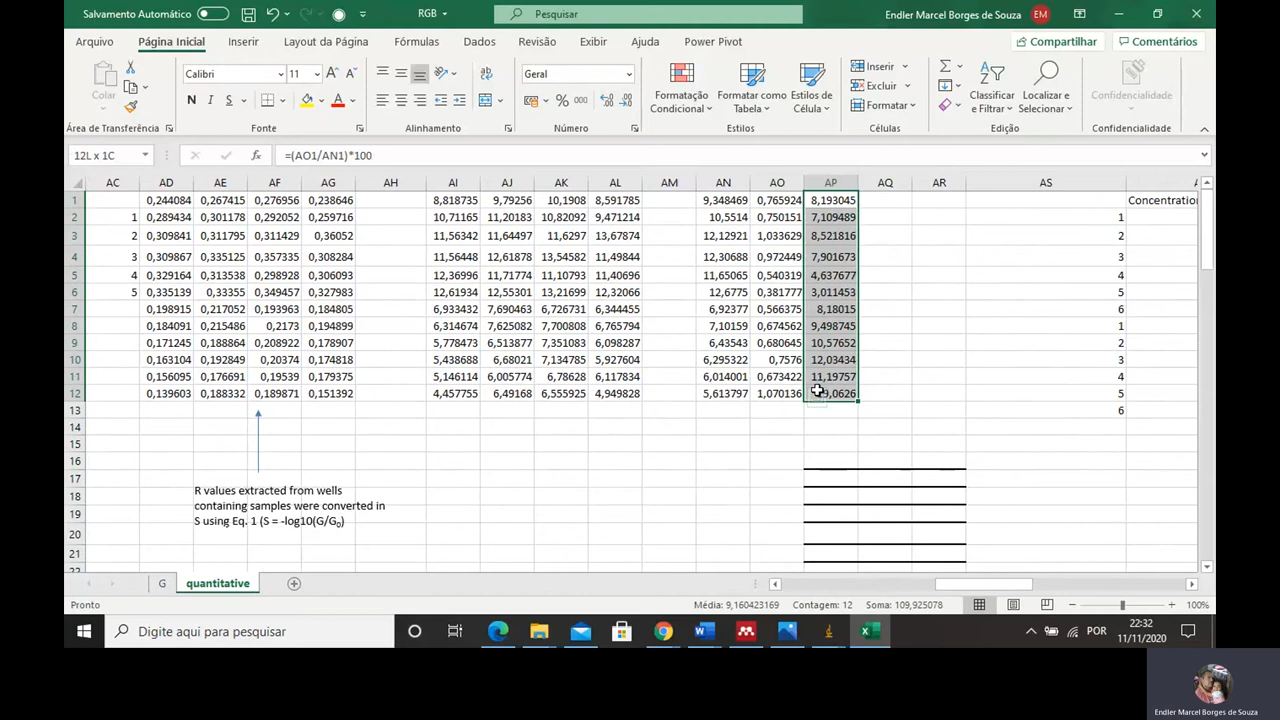 Salvamento Automático
RGB
Pesquisar
Endler Marcel Borges de Souza
EM
Arquivo
Página Inicial
Inserir
Layout da Página
Fórmulas
Dados
Revisão
Exibir
Ajuda
Power Pivot
Compartilhar
Comentários
Colar
Calibri
11
N I S
Geral
Formatação Condicional
Formatar como Tabela
Estilos de Célula
Inserir
Excluir
Formatar
Classificar e Filtrar
Localizar e Selecionar
Confidencialidade
Área de Transferência
Fonte
Alinhamento
Número
Estilos
Células
Edição
Confidencialidade
12L x 1C
=(AO1/AN1)*100
AC AD AE AF AG AH AI AJ AK AL AM AN AO AP AQ AR AS
1 0,244084 0,267415 0,276956 0,238646 8,818735 9,79256 10,1908 8,591785 9,348469 0,765924 8,193045 Concentration
2 1 0,289434 0,301178 0,292052 0,259716 10,71165 11,20183 10,82092 9,471214 10,5514 0,750151 7,109489 1
3 2 0,309841 0,311795 0,311429 0,36052 11,56342 11,64497 11,6297 13,67874 12,12921 1,033629 8,521816 2
4 3 0,309867 0,335125 0,357335 0,308284 11,56448 12,61878 13,54582 11,49844 12,30688 0,972449 7,901673 3
5 4 0,329164 0,313538 0,298928 0,306093 12,36996 11,71774 11,10793 11,40696 11,65065 0,540319 4,637677 4
6 5 0,335139 0,33355 0,349457 0,327983 12,61934 12,55301 13,21699 12,32066 12,6775 0,381777 3,011453 5
7 0,198915 0,217052 0,193963 0,184805 6,933432 7,690463 6,726731 6,344455 6,92377 0,566375 8,18015 6
8 0,184091 0,215486 0,2173 0,194899 6,314674 7,625082 7,700808 6,765794 7,10159 0,674562 9,498745 1
9 0,171245 0,188864 0,208922 0,178907 5,778473 6,513877 7,351083 6,098287 6,43543 0,680645 10,57652 2
10 0,163104 0,192849 0,20374 0,174818 5,438688 6,68021 7,134785 5,927604 6,295322 0,7576 12,03434 3
11 0,156095 0,176691 0,19539 0,179375 5,146114 6,005774 6,78628 6,117834 6,014001 0,673422 11,19757 4
12 0,139603 0,188332 0,189871 0,151392 4,457755 6,49168 6,555925 4,949828 5,613797 1,070136 5
13 6
14
15
16
17
18
19
20
21
R values extracted from wells
containing samples were converted in
S using Eq. 1 (S = -log10(G/G₀)
G
quantitative
Pronto
Média: 9,160423169
Contagem: 12
Soma: 109,925078
100%
Digite aqui para pesquisar
POR
22:32
11/11/2020
Endler Marcel Borges de Souza